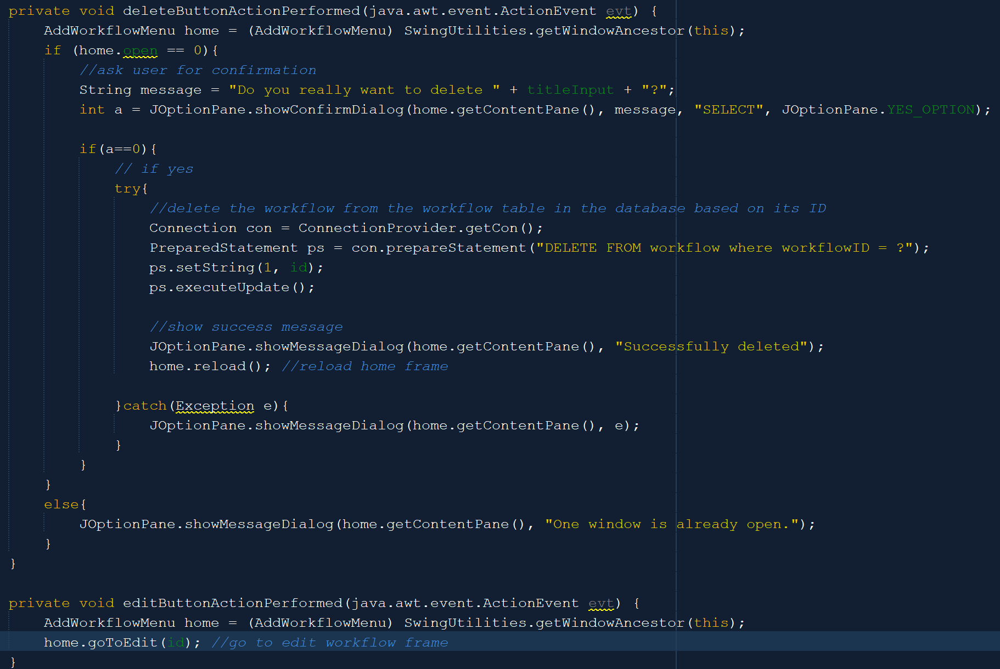 private void deleteButtonActionPerformed(java.awt.event.ActionEvent evt) {
    AddWorkflowMenu home = (AddWorkflowMenu) SwingUtilities.getWindowAncestor(this);
    if (home.open == 0){
        //ask user for confirmation
        String message = "Do you really want to delete " + titleInput + "?";
        int a = JOptionPane.showConfirmDialog(home.getContentPane(), message, "SELECT", JOptionPane.YES_OPTION);

        if(a==0){
            // if yes
            try{
                //delete the workflow from the workflow table in the database based on its ID
                Connection con = ConnectionProvider.getCon();
                PreparedStatement ps = con.prepareStatement("DELETE FROM workflow where workflowID = ?");
                ps.setString(1, id);
                ps.executeUpdate();

                //show success message
                JOptionPane.showMessageDialog(home.getContentPane(), "Successfully deleted");
                home.reload(); //reload home frame

            }catch(Exception e){
                JOptionPane.showMessageDialog(home.getContentPane(), e);
            }
        }
    }
    else{
        JOptionPane.showMessageDialog(home.getContentPane(), "One window is already open.");
    }
}

private void editButtonActionPerformed(java.awt.event.ActionEvent evt) {
    AddWorkflowMenu home = (AddWorkflowMenu) SwingUtilities.getWindowAncestor(this);
    home.goToEdit(id); //go to edit workflow frame
}